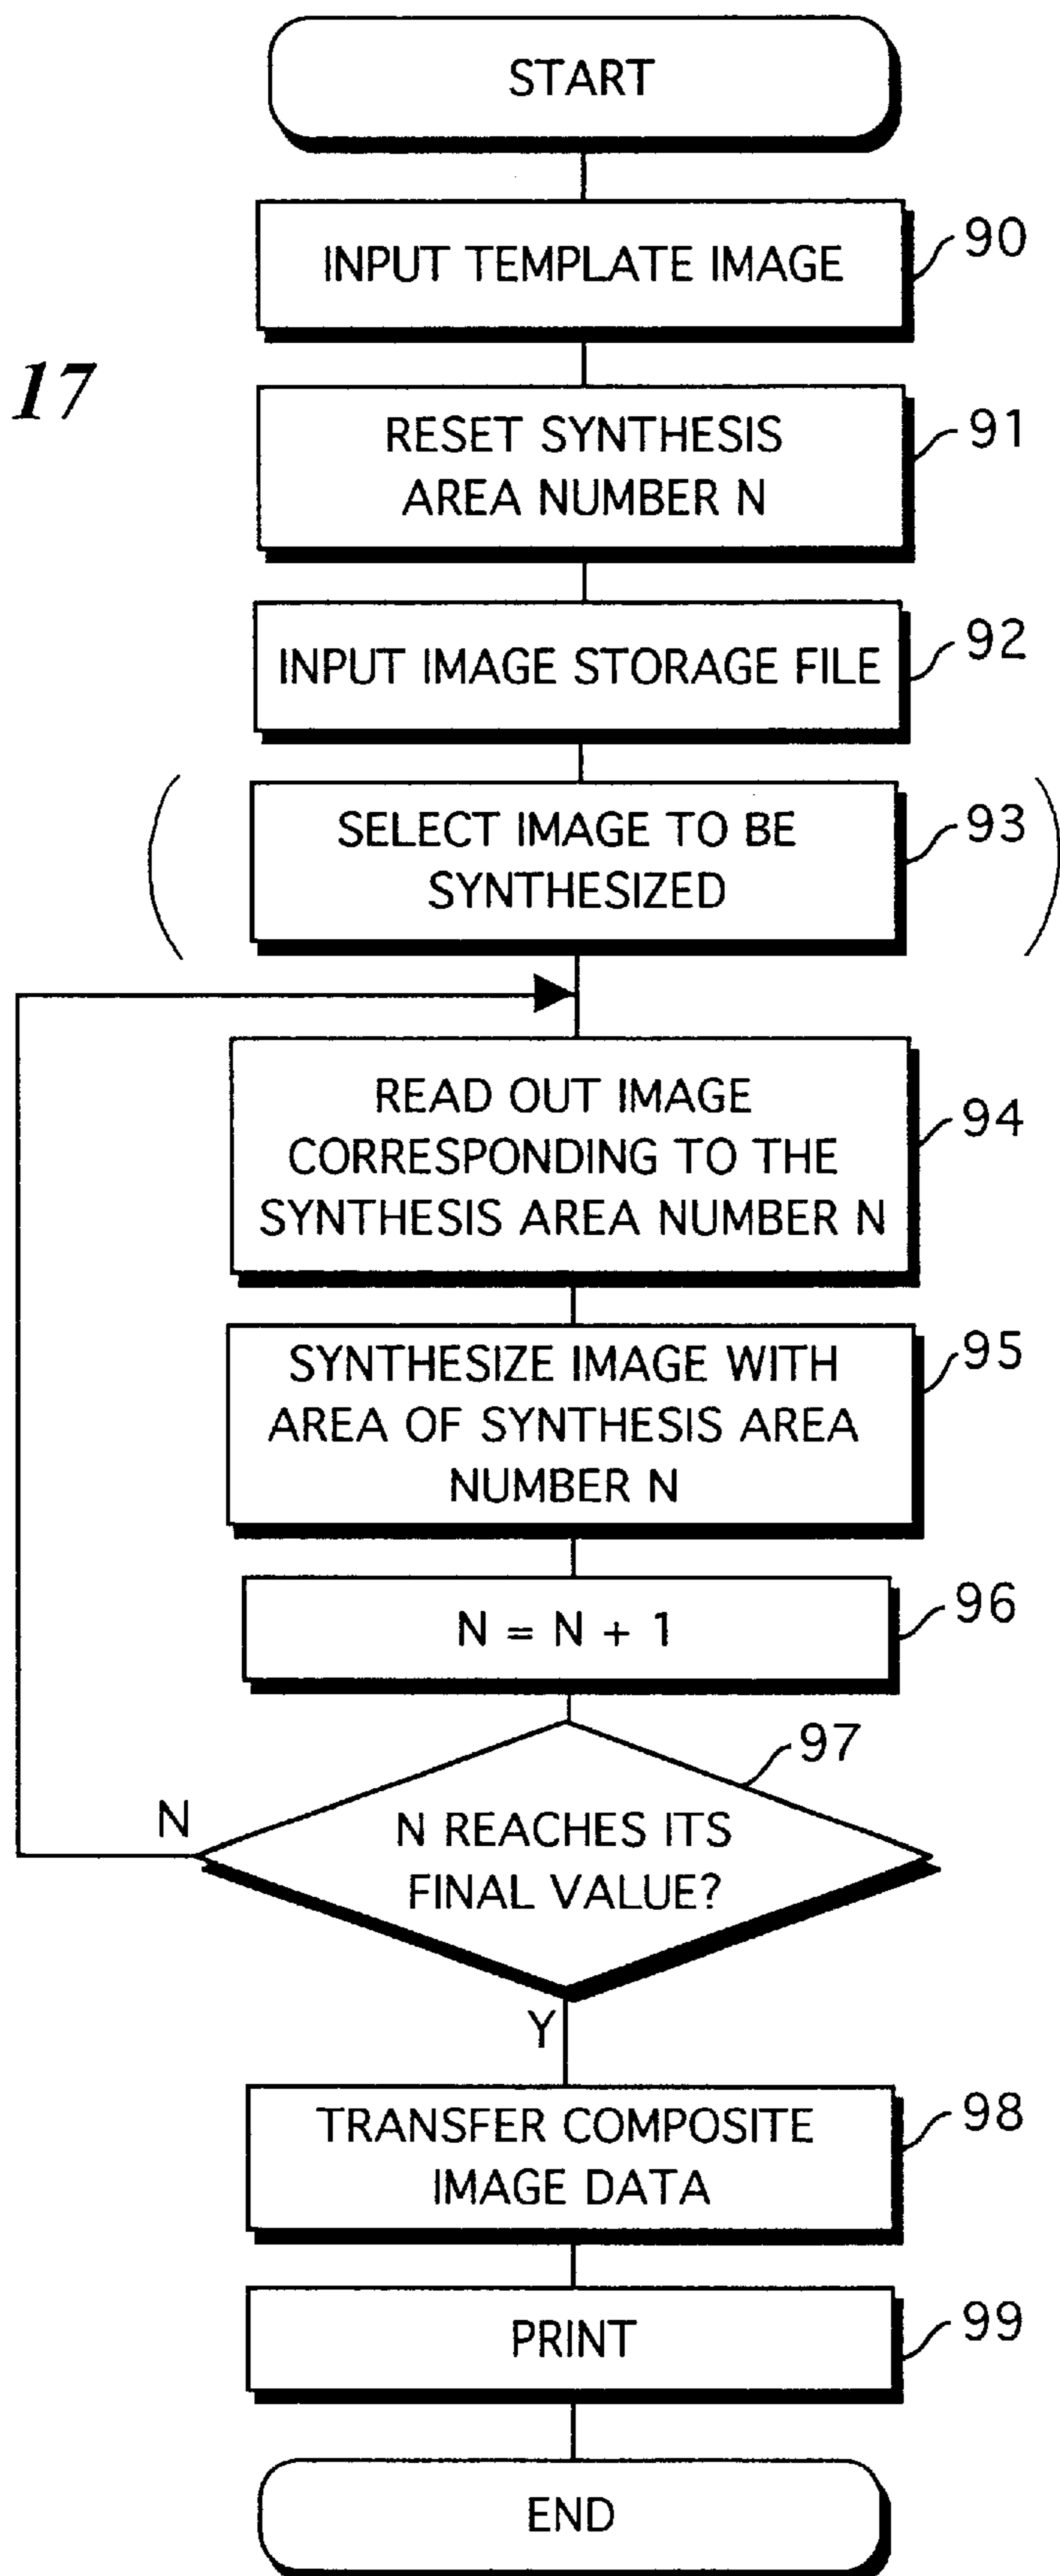 START
INPUT TEMPLATE IMAGE
90
17
RESET SYNTHESIS
AREA NUMBER N
91
INPUT IMAGE STORAGE FILE
92
SELECT IMAGE TO BE
SYNTHESIZED
93
READ OUT IMAGE
CORRESPONDING TO THE
SYNTHESIS AREA NUMBER N
94
SYNTHESIZE IMAGE WITH
AREA OF SYNTHESIS AREA
NUMBER N
95
N = N + 1
96
97
N
N REACHES ITS
FINAL VALUE?
Y
TRANSFER COMPOSITE
IMAGE DATA
98
PRINT
99
END